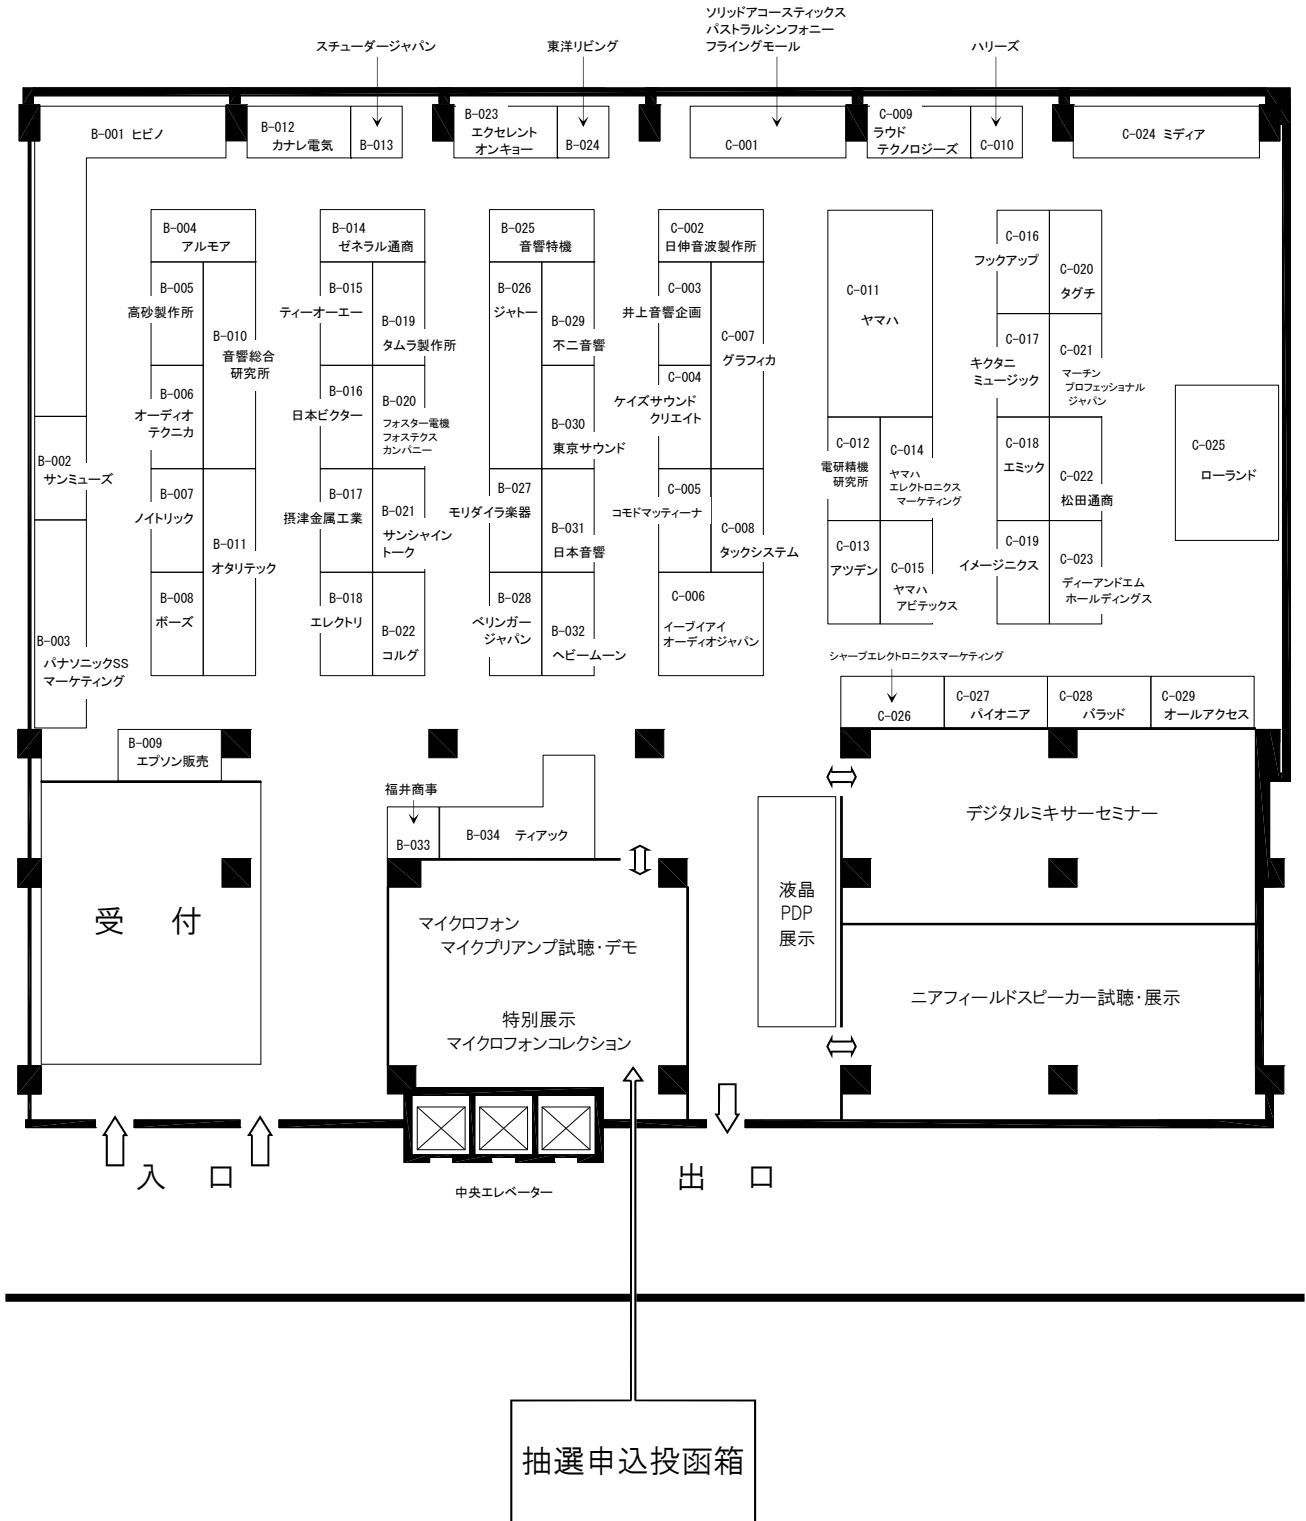 ソリッドアコースティックス
パストラルシンフォニー
フライングモール
スチューダージャパン
東洋リビング
ハリーズ
B-001 ヒビノ
B-012
カナレ電気
B-013
B-023
エクセレント
オンキョー
B-024
C-001
C-009
ラウド
テクノロジーズ
C-010
C-024 ミディア
B-004
アルモア
B-014
ゼネラル通商
B-025
音響特機
C-002
日伸音波製作所
C-011
ヤマハ
C-016
フックアップ
C-020
タグチ
B-005
高砂製作所
B-010
音響総合
研究所
B-015
ティーオーエー
B-019
タムラ製作所
B-026
ジャトー
B-029
不二音響
C-003
井上音響企画
C-007
グラフィカ
C-017
キクタニ
ミュージック
C-021
マーチン
プロフェッショナル
ジャパン
B-006
オーディオ
テクニカ
B-016
日本ビクター
B-020
フォスター電機
フォステクス
カンパニー
B-030
東京サウンド
C-004
ケイズサウンド
クリエイト
C-012
電研精機
研究所
C-014
ヤマハ
エレクトロニクス
マーケティング
C-018
エミック
C-022
松田通商
C-025
ローランド
B-002
サンミューズ
B-007
ノイトリック
B-011
オタリテック
B-017
摂津金属工業
B-021
サンシャイン
トーク
B-027
モリダイラ楽器
B-031
日本音響
C-005
コモドマッティーナ
C-008
タックシステム
C-013
アツデン
C-015
ヤマハ
アビテックス
C-019
イメージニクス
C-023
ディーアンドエム
ホールディングス
B-003
パナソニックSS
マーケティング
B-008
ボーズ
B-018
エレクトリ
B-022
コルグ
B-028
ベリンガー
ジャパン
B-032
ヘビームーン
C-006
イーブイアイ
オーディオジャパン
シャープエレクトロニクスマーケティング
C-026
C-027
パイオニア
C-028
バラッド
C-029
オールアクセス
B-009
エプソン販売
福井商事
B-033
B-034 ティアック
デジタルミキサーセミナー
受 付
マイクロフォン
マイクプリアンプ試聴・デモ
特別展示
マイクロフォンコレクション
液晶
PDP
展示
ニアフィールドスピーカー試聴・展示
入 口
中央エレベーター
出 口
抽選申込投函箱